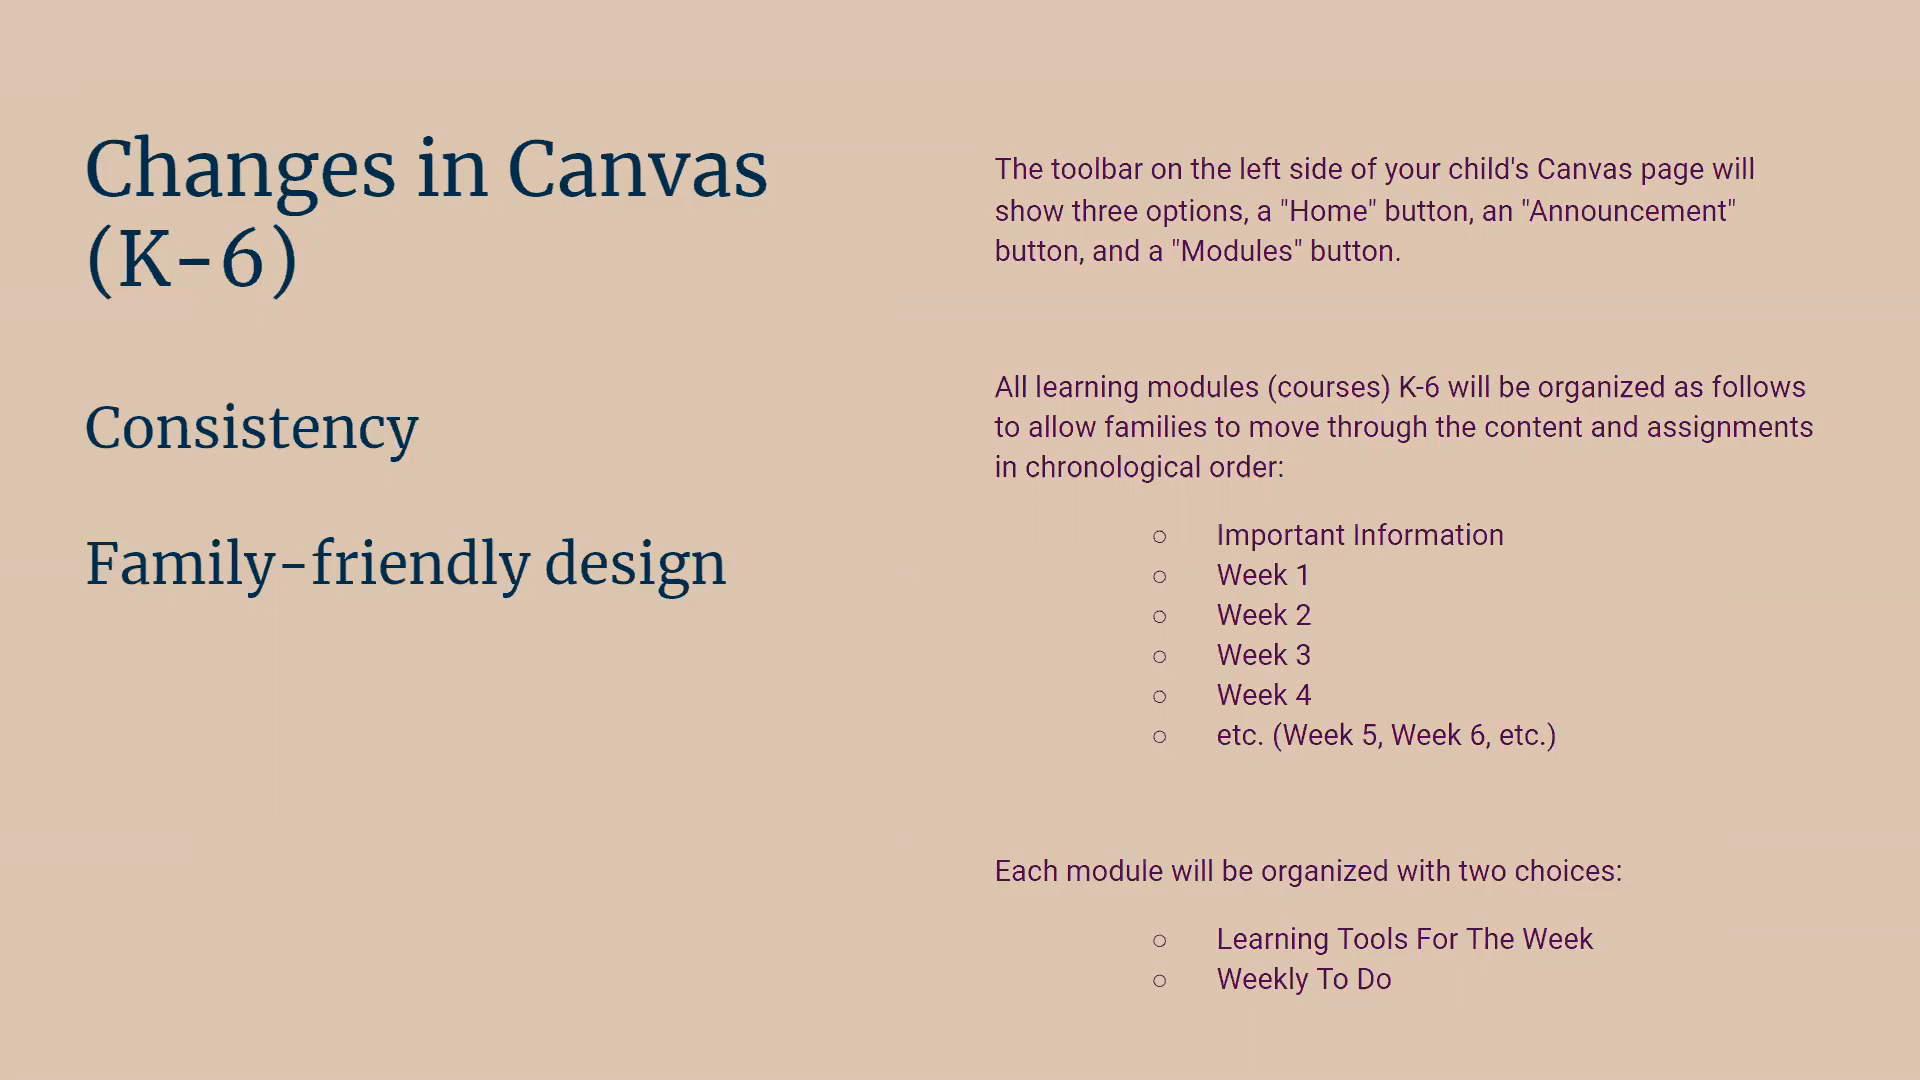 Changes in Canvas
(K-6)
Consistency
Family-friendly design
The toolbar on the left side of your child's Canvas page will
show three options, a "Home" button, an "Announcement"
button, and a "Modules" button.
All learning modules (courses) K-6 will be organized as follows
to allow families to move through the content and assignments
in chronological order:
○ Important Information
○ Week 1
○ Week 2
○ Week 3
○ Week 4
○ etc. (Week 5, Week 6, etc.)
Each module will be organized with two choices:
○ Learning Tools For The Week
○ Weekly To Do